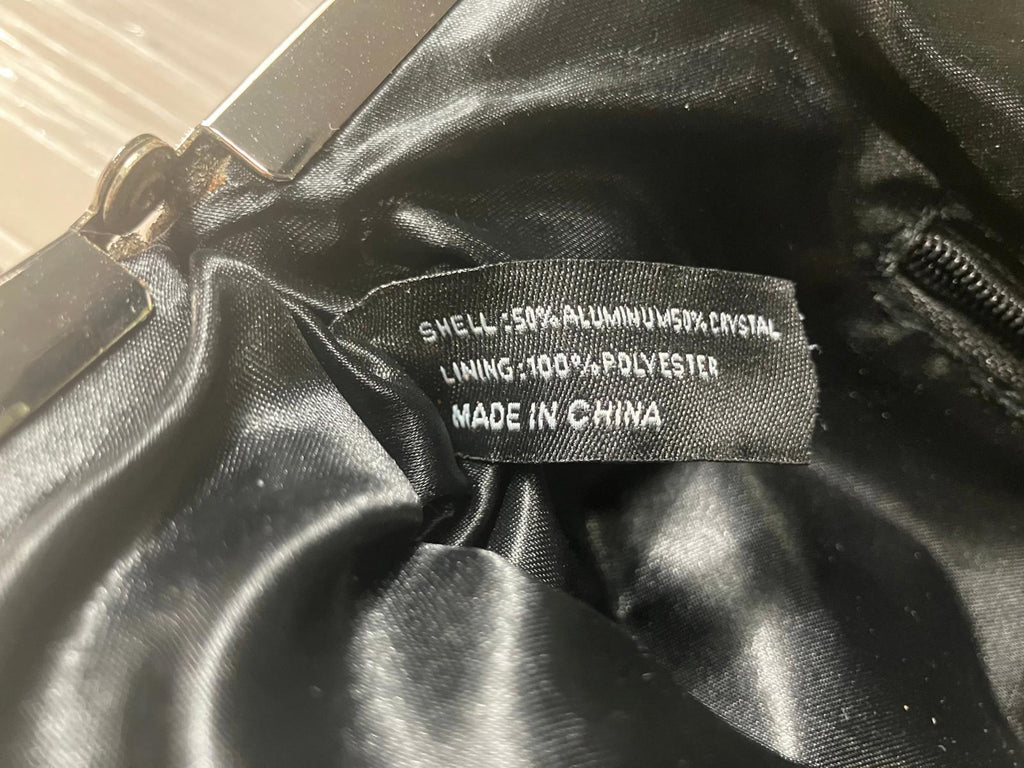 SHELL:50%ALUMINUM50%CRYSTAL
LINING:100%POLYESTER
MADE IN CHINA